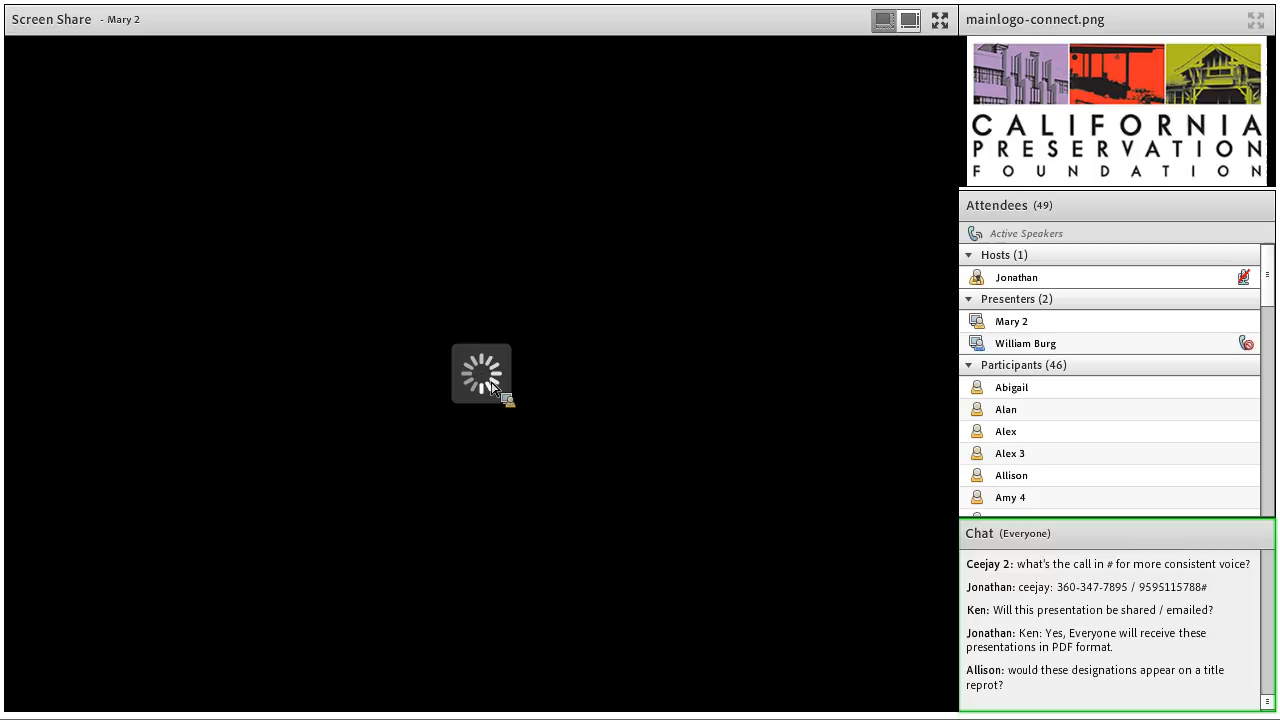 Screen Share - Mary 2
mainlogo-connect.png
CALIFORNIA
PRESERVATION
FOUNDATION
Attendees (49)
Active Speakers
Hosts (1)
Jonathan
Presenters (2)
Mary 2
William Burg
Participants (46)
Abigail
Alan
Alex
Alex 3
Allison
Amy 4
Chat (Everyone)
Ceejay 2: what's the call in # for more consistent voice?
Jonathan: ceejay: 360-347-7895 / 9595115788#
Ken: Will this presentation be shared / emailed?
Jonathan: Ken: Yes, Everyone will receive these
presentations in PDF format.
Allison: would these designations appear on a title
reprot?